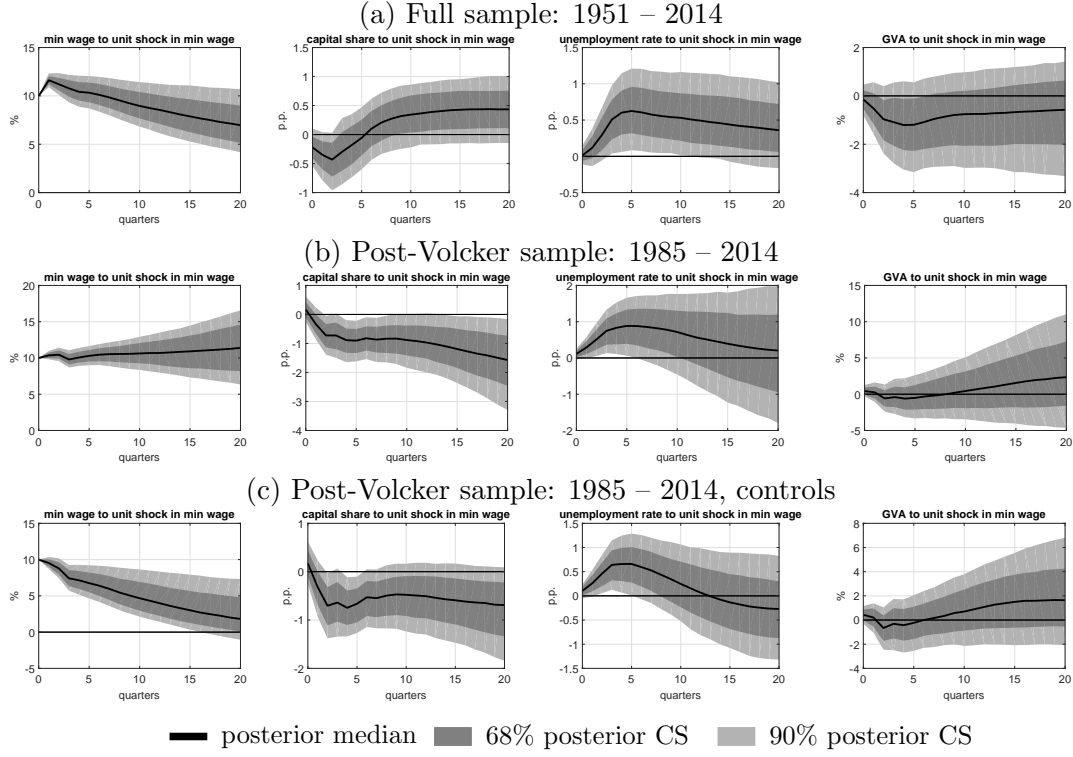 (a) Full sample: 1951 – 2014
min wage to unit shock in min wage
capital share to unit shock in min wage
unemployment rate to unit shock in min wage
GVA to unit shock in min wage
15
10
5
0
%
0 5 10 15 20
quarters
1.5
1
0.5
0
-0.5
-1
p.p.
0 5 10 15 20
quarters
1.5
1
0.5
0
0.5
p.p.
0 5 10 15 20
quarters
2
0
-2
-4
%
0 5 10 15 20
quarters
(b) Post-Volcker sample: 1985 – 2014
min wage to unit shock in min wage
capital share to unit shock in min wage
unemployment rate to unit shock in min wage
GVA to unit shock in min wage
20
15
10
5
0
%
0 5 10 15 20
quarters
1
0
-1
-2
-3
-4
p.p.
0 5 10 15 20
quarters
2
1
0
-1
-2
p.p.
0 5 10 15 20
quarters
15
10
5
0
-5
%
0 5 10 15 20
quarters
(c) Post-Volcker sample: 1985 – 2014, controls
min wage to unit shock in min wage
capital share to unit shock in min wage
unemployment rate to unit shock in min wage
GVA to unit shock in min wage
15
10
5
0
-5
%
0 5 10 15 20
quarters
1
0
-1
-2
p.p.
0 5 10 15 20
quarters
1.5
1
0.5
0
-0.5
-1
-1.5
p.p.
0 5 10 15 20
quarters
8
6
4
2
0
-2
-4
%
0 5 10 15 20
quarters
posterior median 68% posterior CS 90% posterior CS